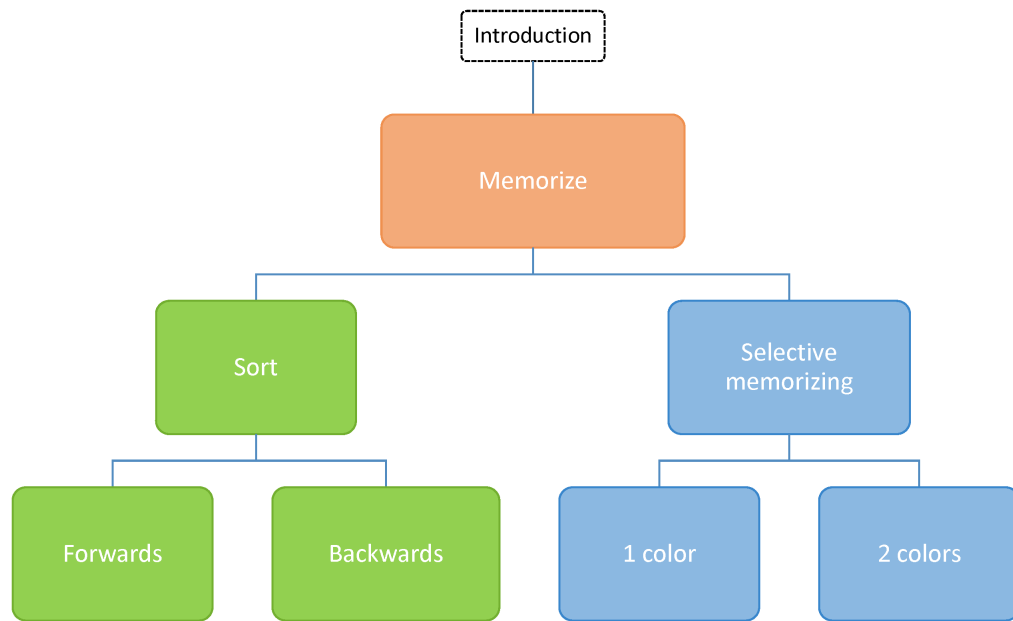 Introduction
Memorize
Sort
Selective
memorizing
Forwards
Backwards
1 color
2 colors